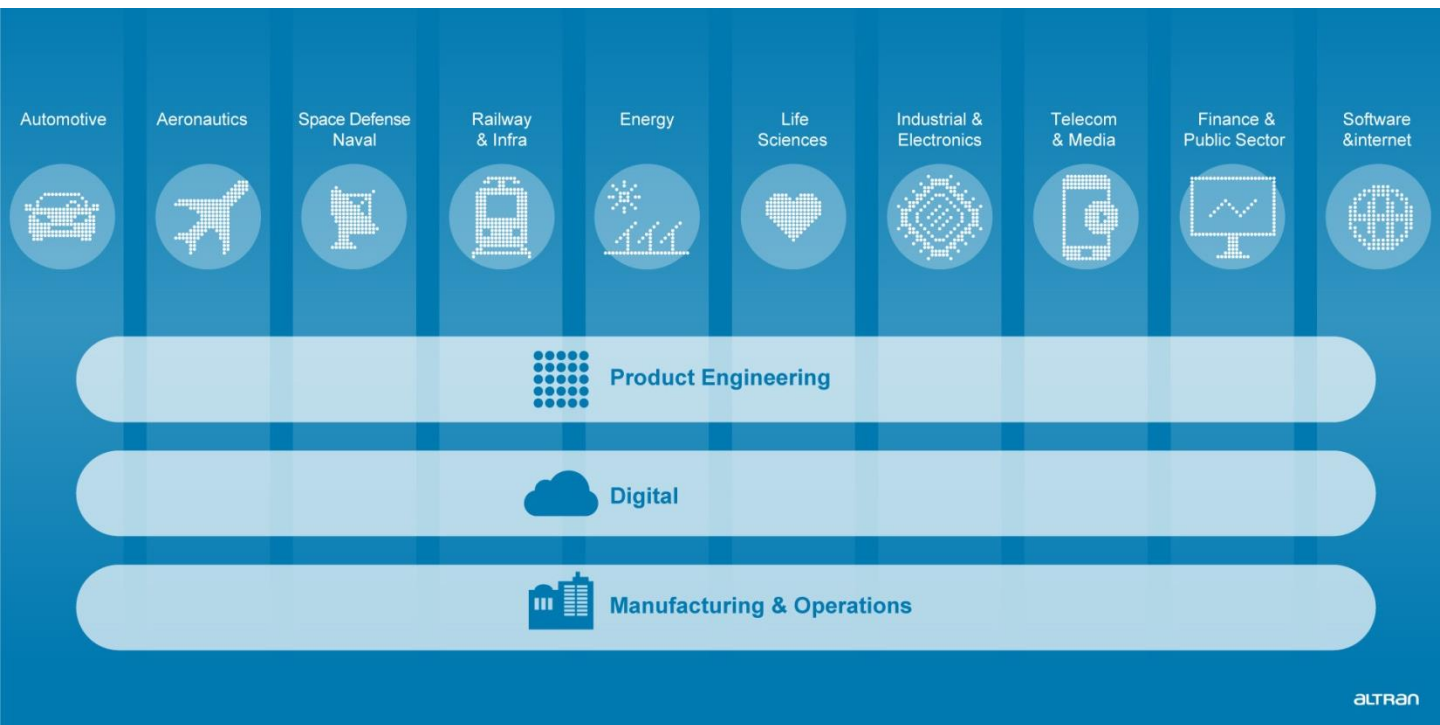 Automotive
Aeronautics
Space Defense
Naval
Railway
& Infra
Energy
Life
Sciences
Industrial &
Electronics
Telecom
& Media
Finance &
Public Sector
Software
&internet
Product Engineering
Digital
Manufacturing & Operations
altran